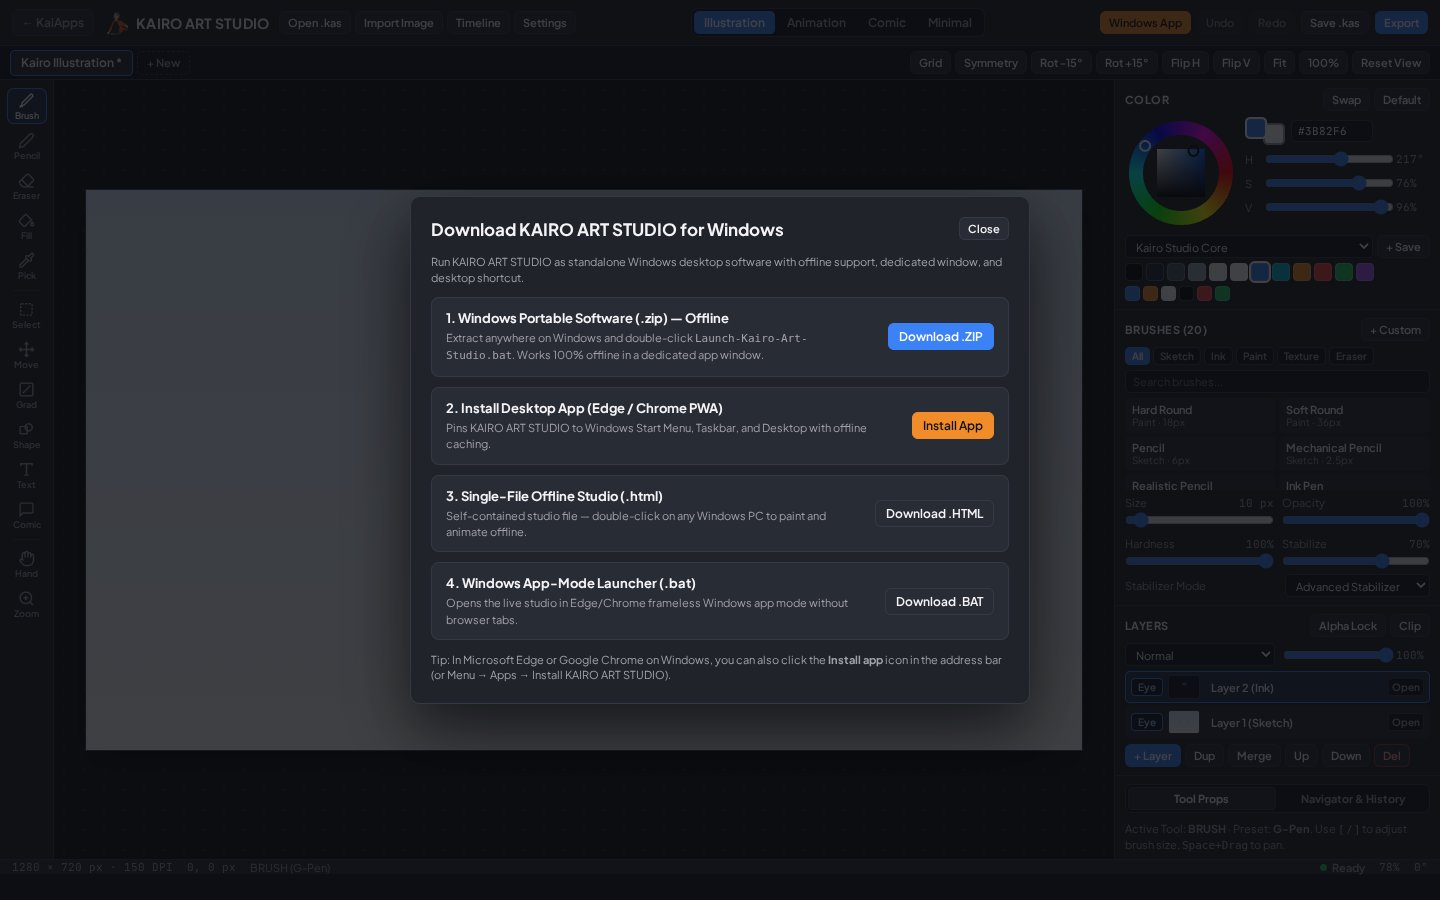 ← KaiApps
KAIRO ART STUDIO
Open .kas
Import Image
Timeline
Settings
Illustration
Animation
Comic
Minimal
Windows App
Undo
Redo
Save .kas
Export
Kairo Illustration *
+ New
Grid
Symmetry
Rot -15°
Rot +15°
Flip H
Flip V
Fit
100%
Reset View
Brush
Pencil
Eraser
Fill
Pick
Select
Move
Grad
Shape
Text
Comic
Hand
Zoom
Download KAIRO ART STUDIO for Windows
Close
Run KAIRO ART STUDIO as standalone Windows desktop software with offline support, dedicated window, and
desktop shortcut.
1. Windows Portable Software (.zip) — Offline
Extract anywhere on Windows and double-click Launch-Kairo-Art-
Studio.bat. Works 100% offline in a dedicated app window.
Download .ZIP
2. Install Desktop App (Edge / Chrome PWA)
Pins KAIRO ART STUDIO to Windows Start Menu, Taskbar, and Desktop with offline
caching.
Install App
3. Single-File Offline Studio (.html)
Self-contained studio file — double-click on any Windows PC to paint and
animate offline.
Download .HTML
4. Windows App-Mode Launcher (.bat)
Opens the live studio in Edge/Chrome frameless Windows app mode without
browser tabs.
Download .BAT
Tip: In Microsoft Edge or Google Chrome on Windows, you can also click the Install app icon in the address bar
(or Menu → Apps → Install KAIRO ART STUDIO).
COLOR
Swap
Default
#3B82F6
H 217°
S 76%
V 96%
Kairo Studio Core
+ Save
BRUSHES (20)
+ Custom
All
Sketch
Ink
Paint
Texture
Eraser
Search brushes...
Hard Round
Paint · 18px
Soft Round
Paint · 36px
Pencil
Sketch · 6px
Mechanical Pencil
Sketch · 2.5px
Realistic Pencil
Ink Pen
Size 10 px
Opacity 100%
Hardness 100%
Stabilize 70%
Stabilizer Mode
Advanced Stabilizer
LAYERS
Alpha Lock
Clip
Normal
100%
Eye
Layer 2 (Ink)
Open
Eye
Layer 1 (Sketch)
Open
+ Layer
Dup
Merge
Up
Down
Del
Tool Props
Navigator & History
Active Tool: BRUSH · Preset: G-Pen. Use [ / ] to adjust
brush size. Space+Drag to pan.
1280 × 720 px · 150 DPI
0, 0 px
BRUSH (G-Pen)
Ready
78%
0°